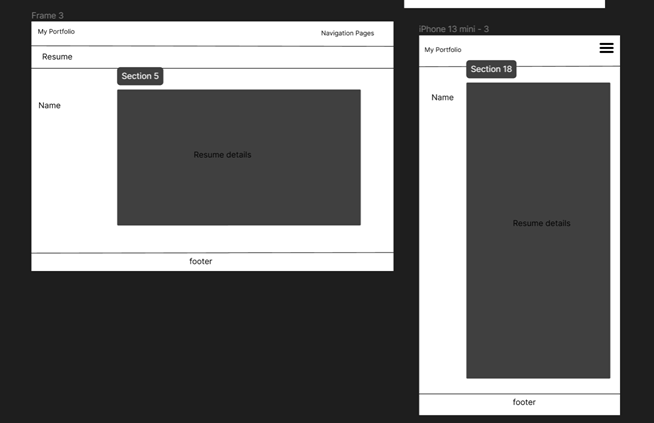 Frame 3
My Portfolio
Navigation Pages
Resume
Section 5
Name
Resume details
footer
iPhone 13 mini - 3
My Portfolio
Section 18
Name
Resume details
footer